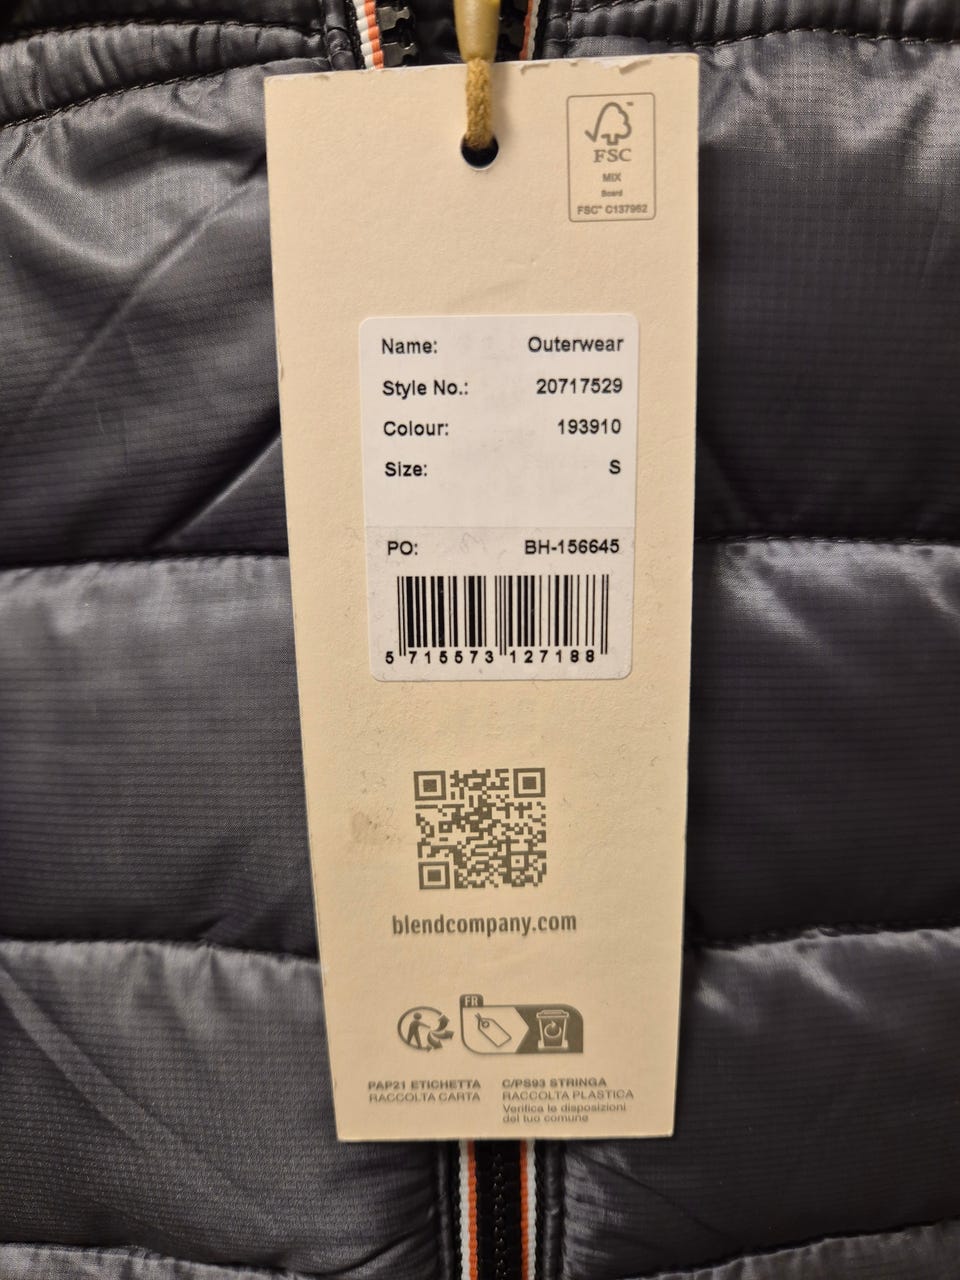 FSC
MIX
Board
FSC™ C137962
Name: Outerwear
Style No.: 20717529
Colour: 193910
Size: S
PO: BH-156645
5 715573 127188
blendcompany.com
FR
PAP21 ETICHETTA
RACCOLTA CARTA
C/PS93 STRINGA
RACCOLTA PLASTICA
Verifica le disposizioni
del tuo comune